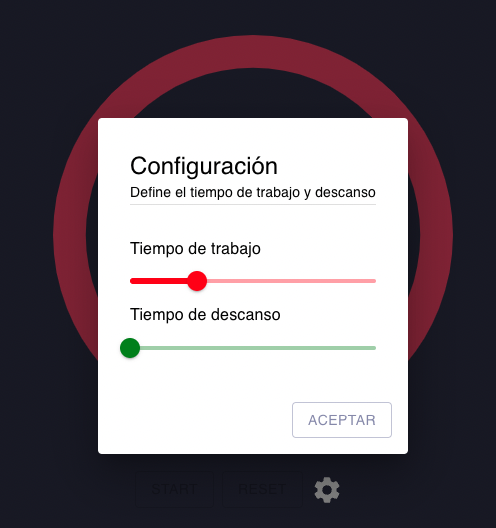 Configuración
Define el tiempo de trabajo y descanso
Tiempo de trabajo
Tiempo de descanso
ACEPTAR
START RESET